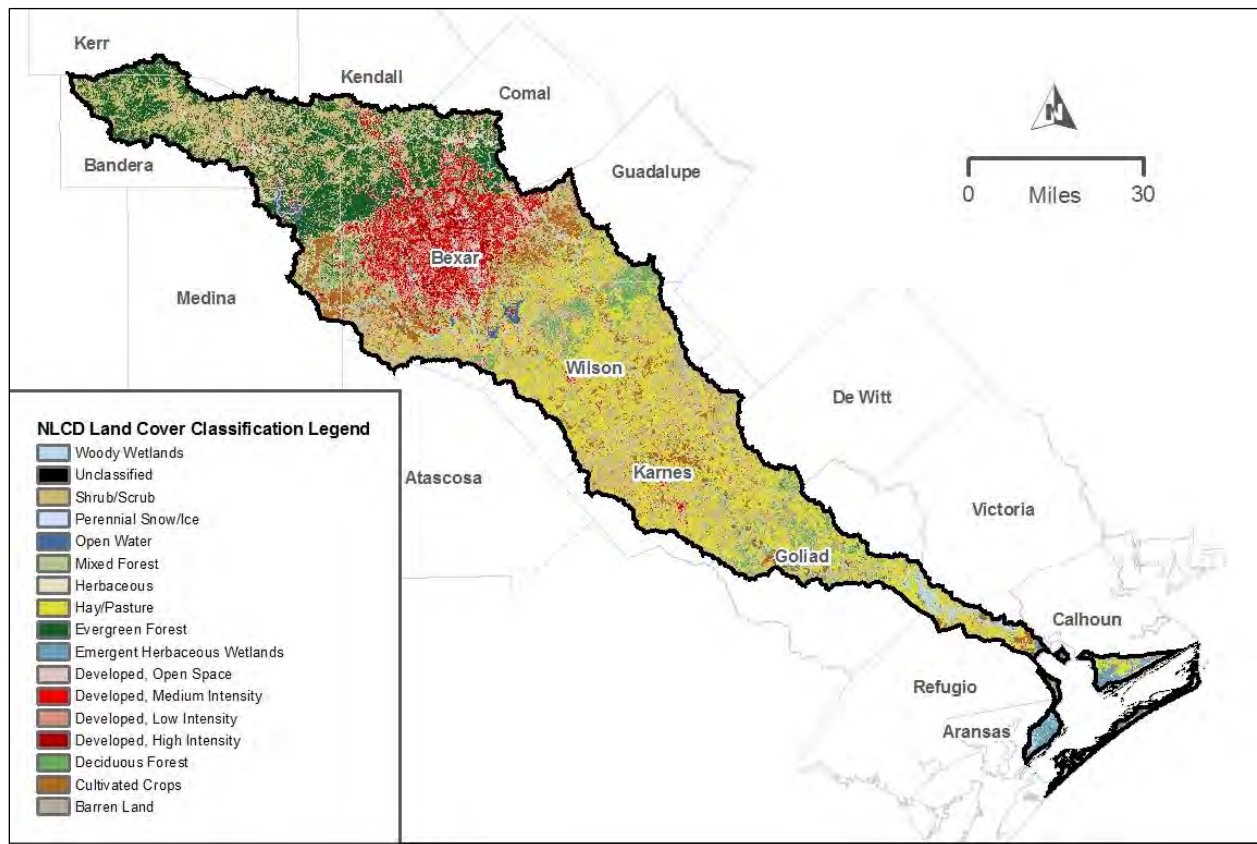 Kerr
Kendall
Comal
Bandera
Guadalupe
N
0 30
Miles
Bexar
Medina
Wilson
De Witt
Atascosa
Karnes
Victoria
Goliad
Calhoun
Refugio
Aransas
NLCD Land Cover Classification Legend
Woody Wetlands
Unclassified
Shrub/Scrub
Perennial Snow/Ice
Open Water
Mixed Forest
Herbaceous
Hay/Pasture
Evergreen Forest
Emergent Herbaceous Wetlands
Developed, Open Space
Developed, Medium Intensity
Developed, Low Intensity
Developed, High Intensity
Deciduous Forest
Cultivated Crops
Barren Land